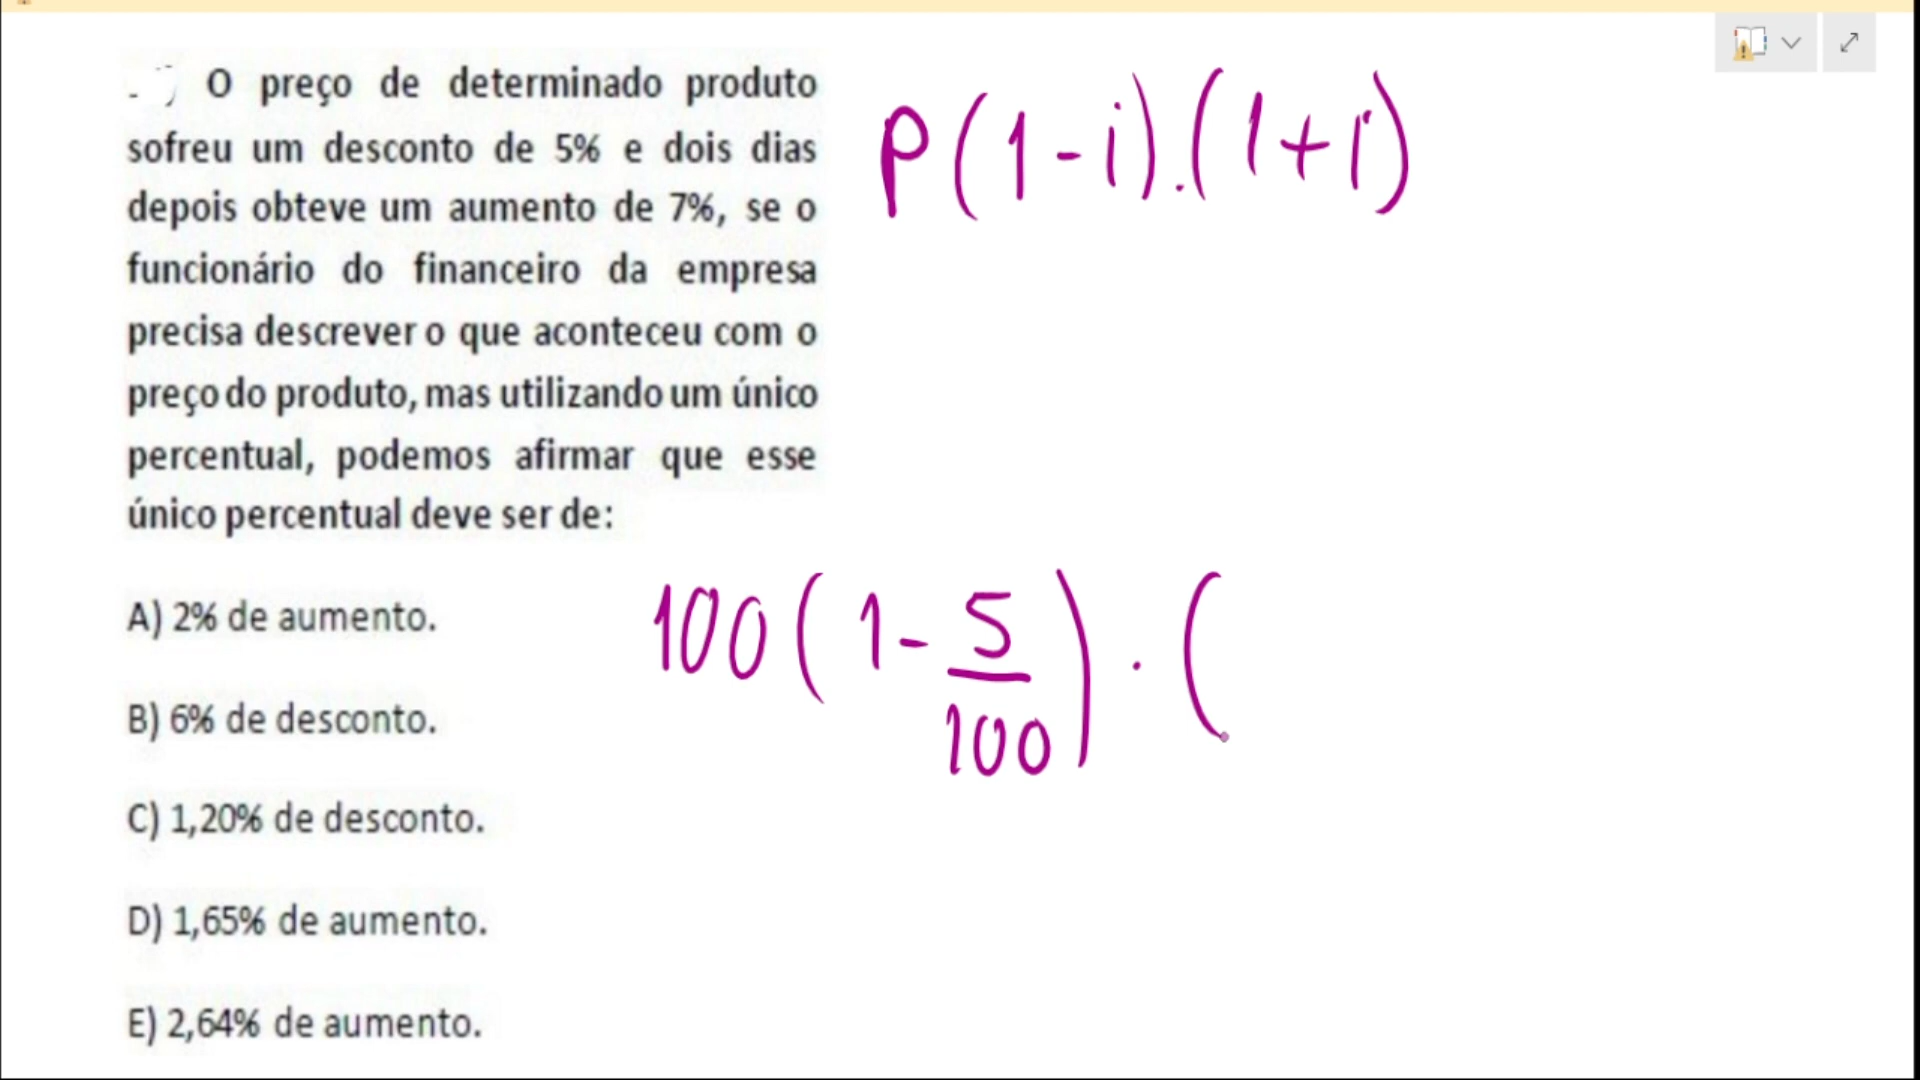 O preço de determinado produto
sofreu um desconto de 5% e dois dias
depois obteve um aumento de 7%, se o
funcionário do financeiro da empresa
precisa descrever o que aconteceu com o
preço do produto, mas utilizando um único
percentual, podemos afirmar que esse
único percentual deve ser de:
A) 2% de aumento.
B) 6% de desconto.
C) 1,20% de desconto.
D) 1,65% de aumento.
E) 2,64% de aumento.
P(1-i).(1+i)
100(1-5/100).(